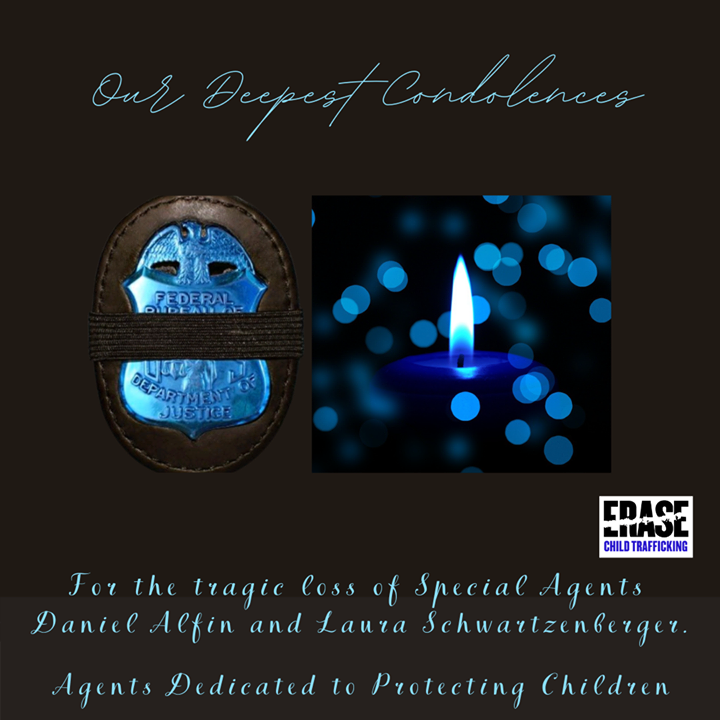 Our Deepest Condolences
FEDERAL
BUREAU OF
DEPARTMENT OF
JUSTICE
ERASE
CHILD TRAFFICKING
For the tragic loss of Special Agents
Daniel Alfin and Laura Schwartzenberger.
Agents Dedicated to Protecting Children